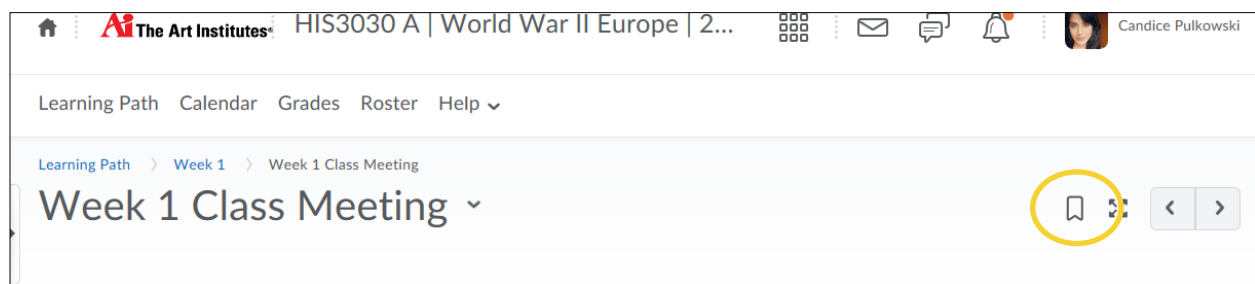 Ai The Art Institutes® HIS3030 A | World War II Europe | 2... Candice Pulkowski
Learning Path Calendar Grades Roster Help
Learning Path > Week 1 > Week 1 Class Meeting
Week 1 Class Meeting